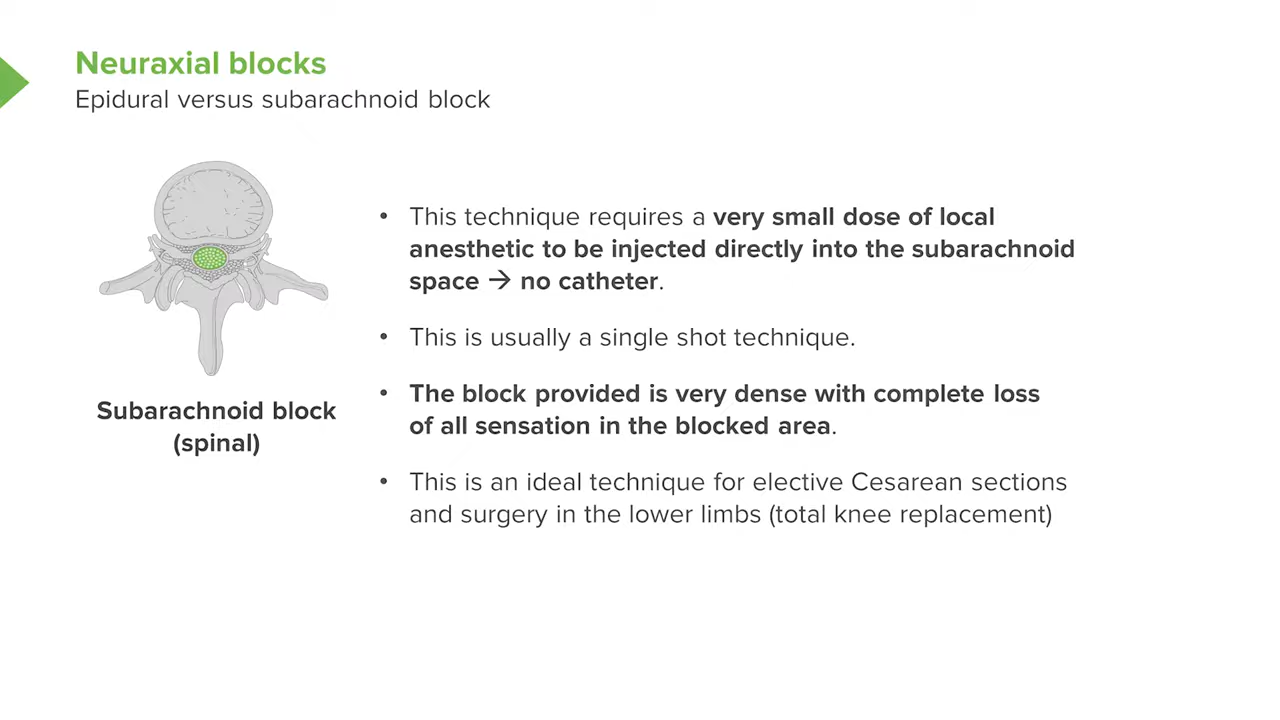 Neuraxial blocks
Epidural versus subarachnoid block
• This technique requires a very small dose of local
anesthetic to be injected directly into the subarachnoid
space → no catheter.
• This is usually a single shot technique.
• The block provided is very dense with complete loss
of all sensation in the blocked area.
• This is an ideal technique for elective Cesarean sections
and surgery in the lower limbs (total knee replacement)
Subarachnoid block
(spinal)